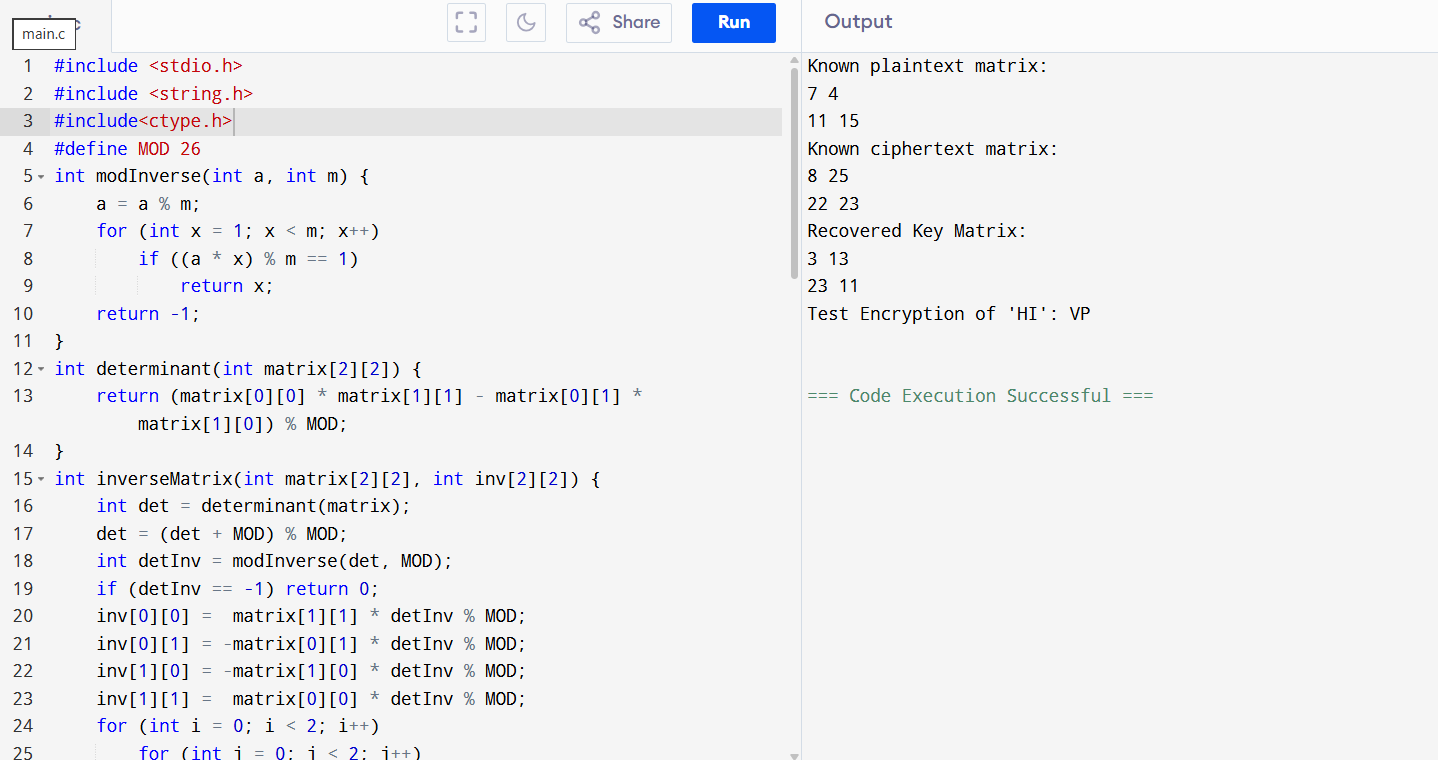 main.c
Share
Run
Output
1 #include <stdio.h>
2 #include <string.h>
3 #include<ctype.h>
4 #define MOD 26
5 int modInverse(int a, int m) {
6 a = a % m;
7 for (int x = 1; x < m; x++)
8 if ((a * x) % m == 1)
9 return x;
10 return -1;
11 }
12 int determinant(int matrix[2][2]) {
13 return (matrix[0][0] * matrix[1][1] - matrix[0][1] *
matrix[1][0]) % MOD;
14 }
15 int inverseMatrix(int matrix[2][2], int inv[2][2]) {
16 int det = determinant(matrix);
17 det = (det + MOD) % MOD;
18 int detInv = modInverse(det, MOD);
19 if (detInv == -1) return 0;
20 inv[0][0] =  matrix[1][1] * detInv % MOD;
21 inv[0][1] = -matrix[0][1] * detInv % MOD;
22 inv[1][0] = -matrix[1][0] * detInv % MOD;
23 inv[1][1] =  matrix[0][0] * detInv % MOD;
24 for (int i = 0; i < 2; i++)
25 for (int j = 0; j < 2; j++)
Known plaintext matrix:
7 4
11 15
Known ciphertext matrix:
8 25
22 23
Recovered Key Matrix:
3 13
23 11
Test Encryption of 'HI': VP
=== Code Execution Successful ===